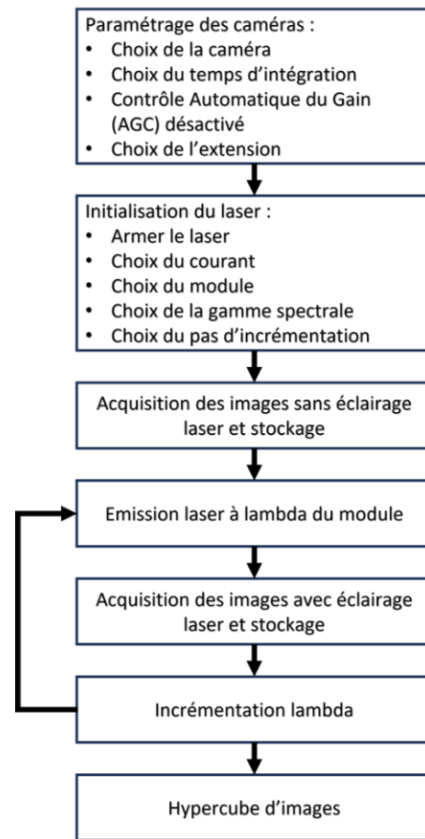 Paramétrage des caméras :
• Choix de la caméra
• Choix du temps d'intégration
• Contrôle Automatique du Gain
(AGC) désactivé
• Choix de l'extension
Initialisation du laser :
• Armer le laser
• Choix du courant
• Choix du module
• Choix de la gamme spectrale
• Choix du pas d'incrémentation
Acquisition des images sans éclairage
laser et stockage
Emission laser à lambda du module
Acquisition des images avec éclairage
laser et stockage
Incrémentation lambda
Hypercube d'images